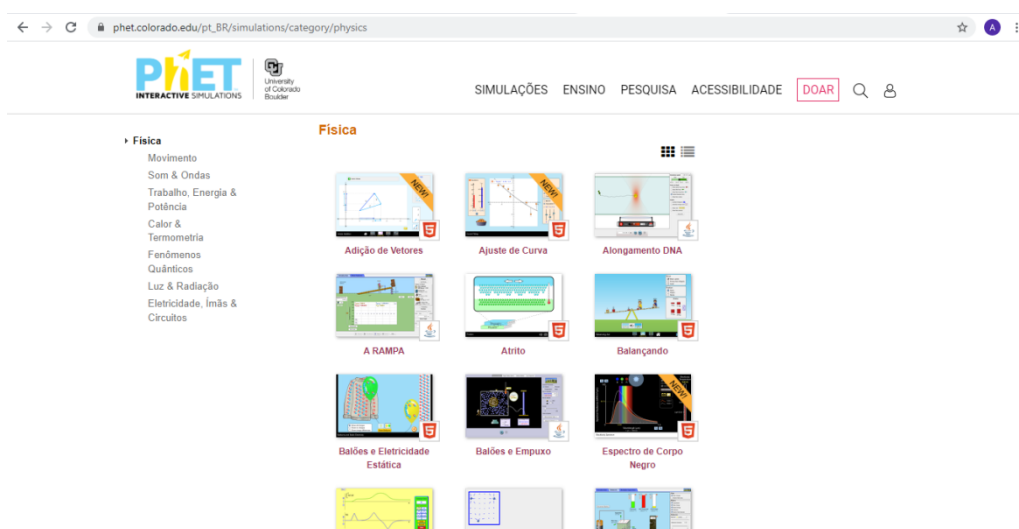 phet.colorado.edu/pt_BR/simulations/category/physics
A
PhET
INTERACTIVE SIMULATIONS
University
of Colorado
Boulder
SIMULAÇÕES ENSINO PESQUISA ACESSIBILIDADE DOAR
Física
Movimento
Som & Ondas
Trabalho, Energia &
Potência
Calor &
Termometria
Fenômenos
Quânticos
Luz & Radiação
Eletricidade, Ímãs &
Circuitos
Física
NEW!
NEW!
Adição de Vetores
Ajuste de Curva
Alongamento DNA
A RAMPA
Atrito
Balançando
NEW!
Balões e Eletricidade
Estática
Balões e Empuxo
Espectro de Corpo
Negro